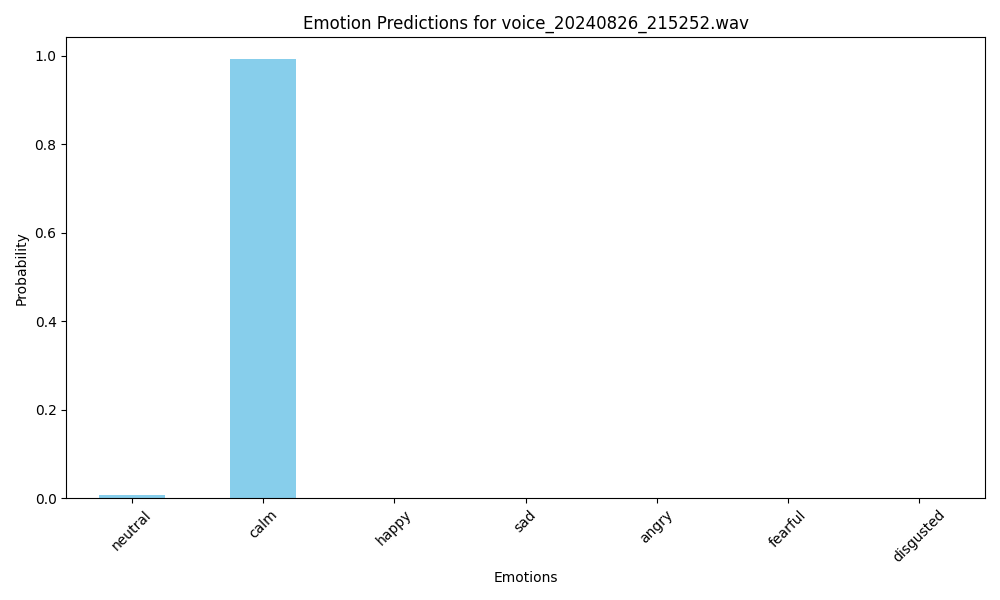 Emotion Predictions for voice_20240826_215252.wav
1.0
0.8
0.6
0.4
0.2
0.0
Probability
neutral
calm
happy
sad
angry
fearful
disgusted
Emotions